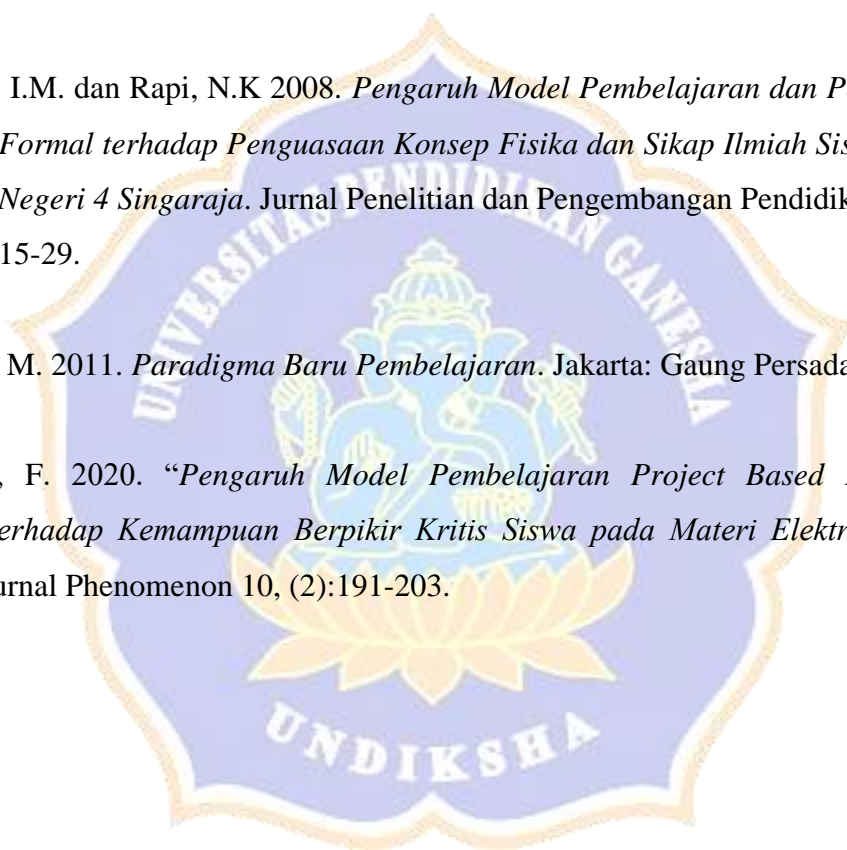 I.M. dan Rapi, N.K 2008. Pengaruh Model Pembelajaran dan P
Formal terhadap Penguasaan Konsep Fisika dan Sikap Ilmiah Sis
Negeri 4 Singaraja. Jurnal Penelitian dan Pengembangan Pendidik
15-29.
M. 2011. Paradigma Baru Pembelajaran. Jakarta: Gaung Persada
, F. 2020. “Pengaruh Model Pembelajaran Project Based
erhadap Kemampuan Berpikir Kritis Siswa pada Materi Elektr
urnal Phenomenon 10, (2):191-203.
UNIVERSITAS PENDIDIKAN GANESHA
UNDIKSHA